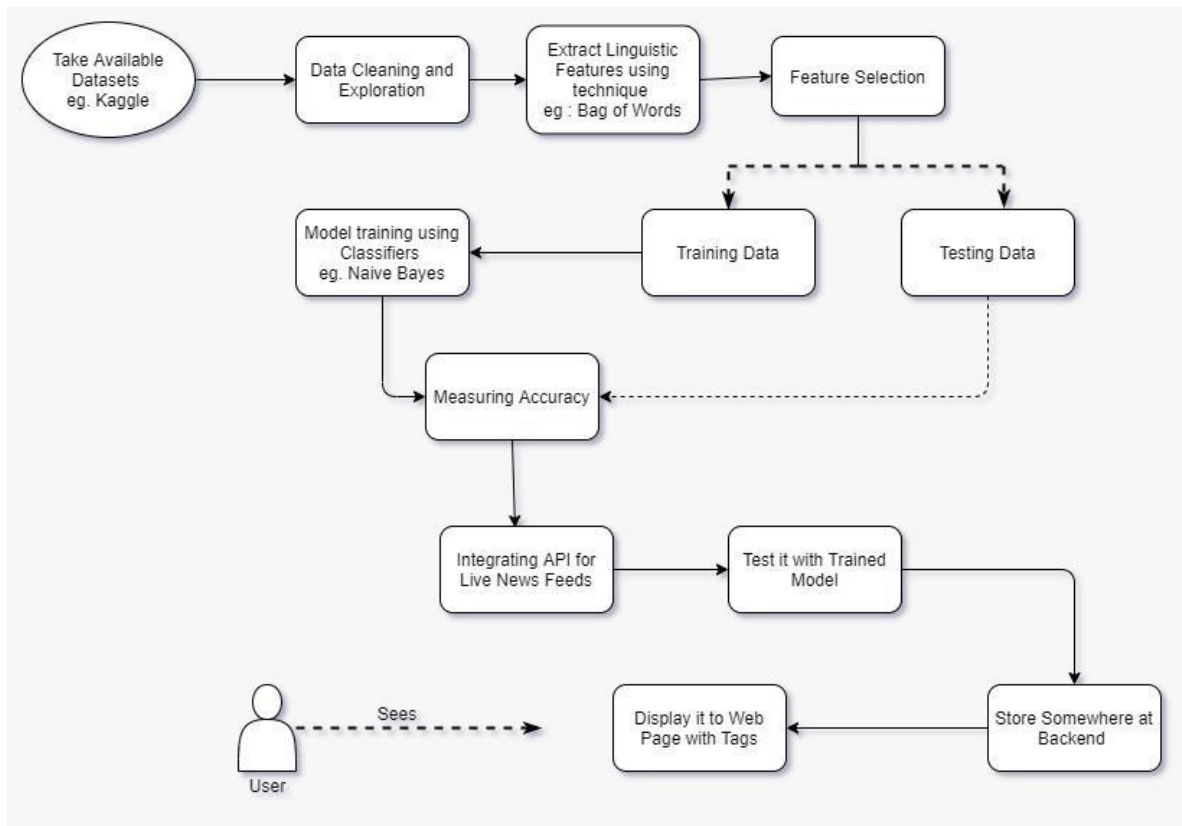 Take Available
Datasets
eg. Kaggle
Data Cleaning and
Exploration
Extract Linguistic
Features using
technique
eg : Bag of Words
Feature Selection
Model training using
Classifiers
eg. Naive Bayes
Training Data
Testing Data
Measuring Accuracy
Integrating API for
Live News Feeds
Test it with Trained
Model
Sees
User
Display it to Web
Page with Tags
Store Somewhere at
Backend